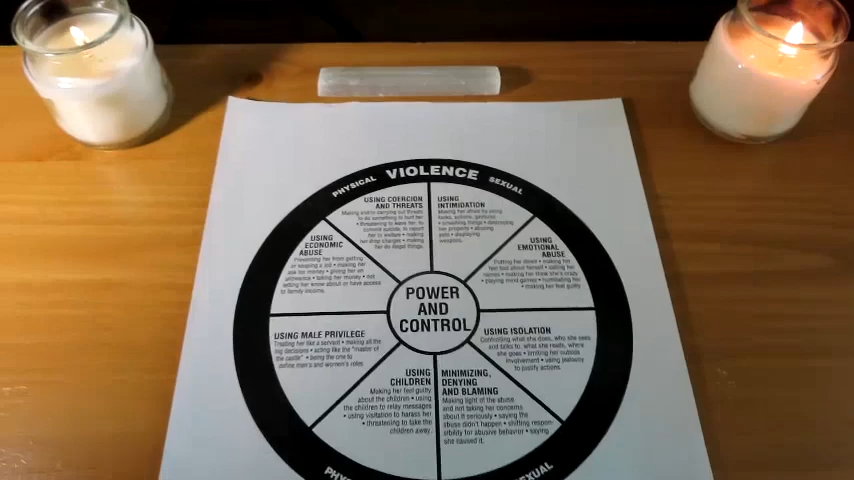 PHYSICAL VIOLENCE SEXUAL
USING COERCION
AND THREATS
Making and/or carrying out threats
to do something to hurt her
• threatening to leave her, to
commit suicide, to report
her to welfare • making
her drop charges • making
her do illegal things.
USING
INTIMIDATION
Making her afraid by using
looks, actions, gestures
• smashing things • destroying
her property • abusing
pets • displaying
weapons.
USING
ECONOMIC
ABUSE
Preventing her from getting
or keeping a job • making her
ask for money • giving her an
allowance • taking her money • not
letting her know about or have access
to family income.
USING
EMOTIONAL
ABUSE
Putting her down • making her
feel bad about herself • calling her
names • making her think she's crazy
• playing mind games • humiliating her
• making her feel guilty
POWER
AND
CONTROL
USING MALE PRIVILEGE
Treating her like a servant • making all the
big decisions • acting like the "master of
the castle" • being the one to
define men's and women's roles
USING ISOLATION
Controlling what she does, who she sees
and talks to, what she reads, where
she goes • limiting her outside
involvement • using jealousy
to justify actions.
USING
CHILDREN
Making her feel guilty
about the children • using
the children to relay messages
• using visitation to harass her
• threatening to take the
children away.
MINIMIZING,
DENYING
AND BLAMING
Making light of the abuse
and not taking her concerns
about it seriously • saying the
abuse didn't happen • shifting respon-
sibility for abusive behavior • saying
she caused it.